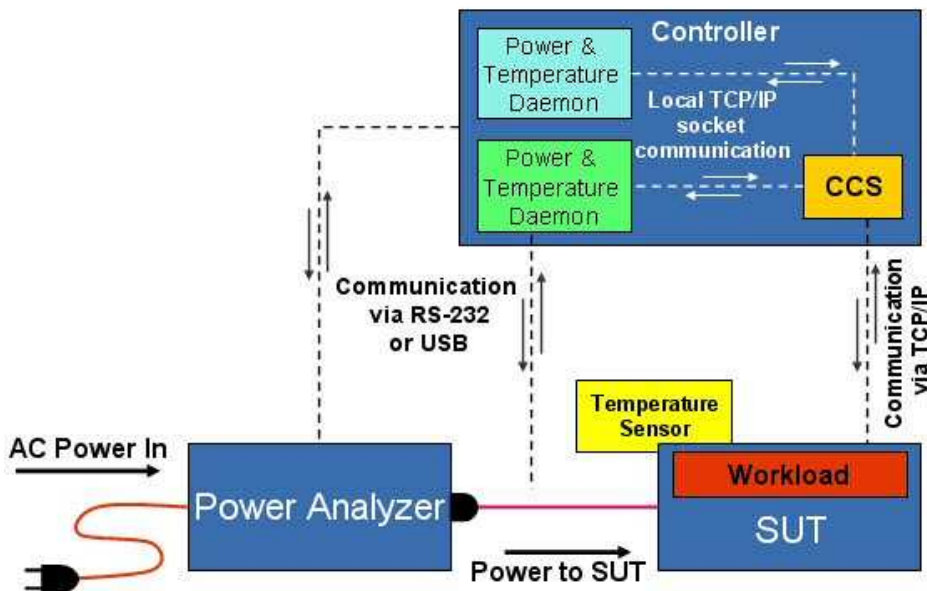 Controller
Power &
Temperature
Daemon
Local TCP/IP
socket
communication
Power &
Temperature
Daemon
CCS
Communication
via RS-232
or USB
Communication
via TCP/IP
Temperature
Sensor
AC Power In
Power Analyzer
Workload
SUT
Power to SUT